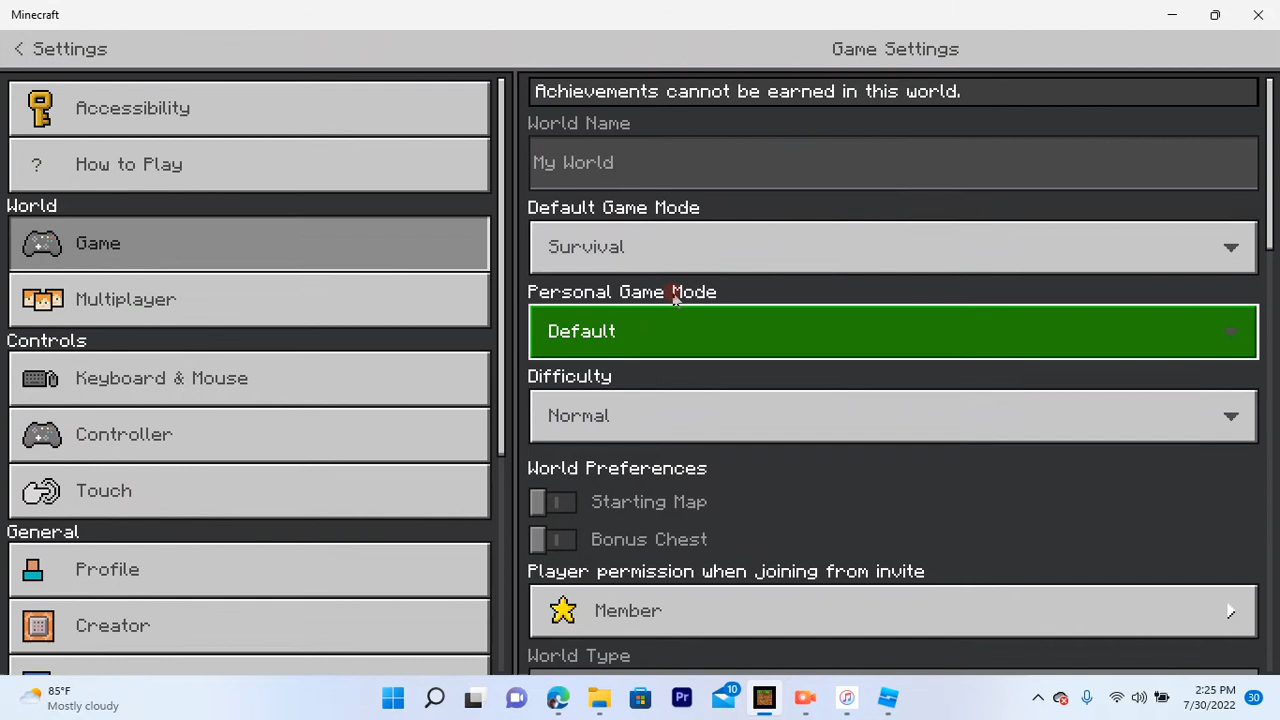 Minecraft
Settings
Game Settings
Accessibility
? How to Play
World
Game
Multiplayer
Controls
Keyboard & Mouse
Controller
Touch
General
Profile
Creator
Achievements cannot be earned in this world.
World Name
My World
Default Game Mode
Survival
Personal Game Mode
Default
Difficulty
Normal
World Preferences
Starting Map
Bonus Chest
Player permission when joining from invite
Member
World Type
85°F
Mostly cloudy
Pr
10
2:25 PM
7/30/2022
30